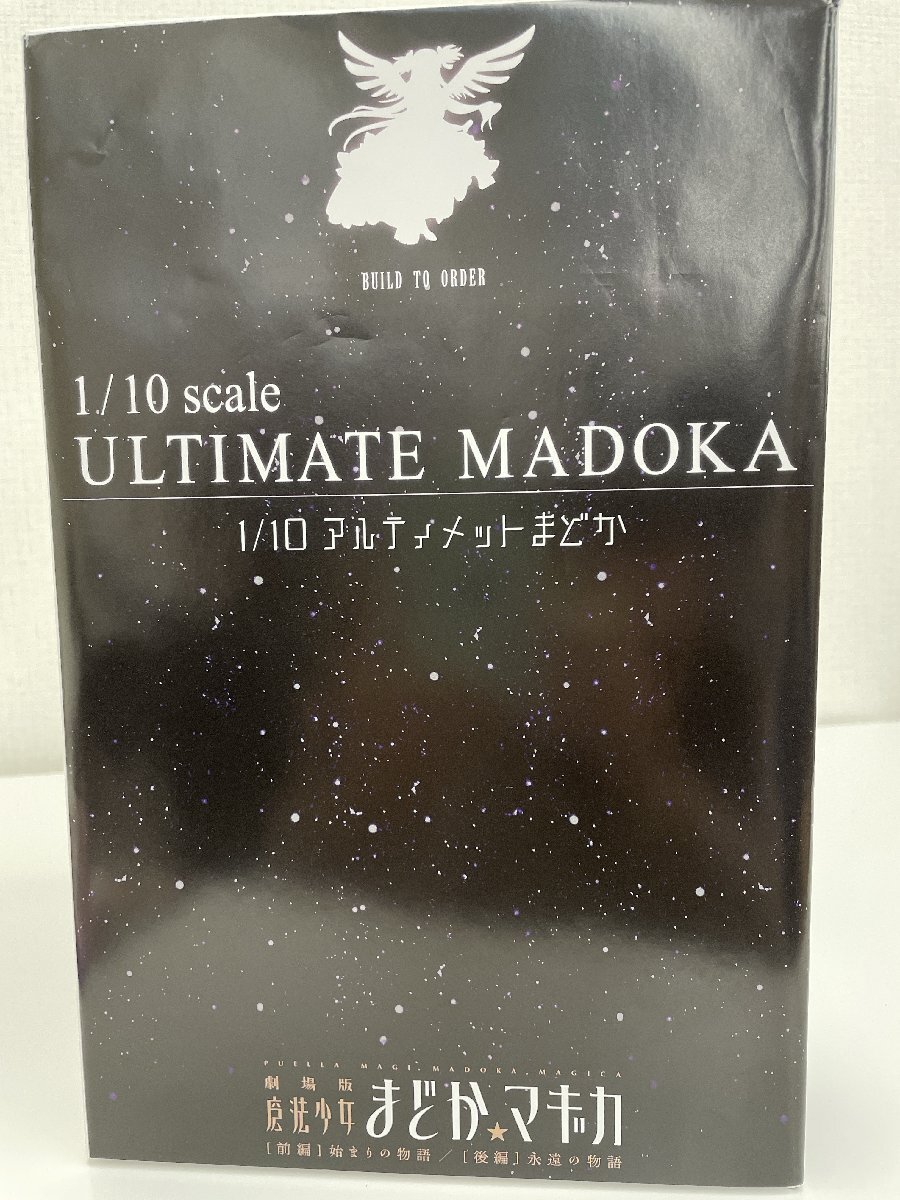 BUILD TO ORDER
1/10 scale
ULTIMATE MADOKA
1/10 アルティメットまどか
PUELLA MAGI MADOKA MAGICA
劇場版
魔法少女まどか★マギカ
[前編] 始まりの物語 / [後編] 永遠の物語